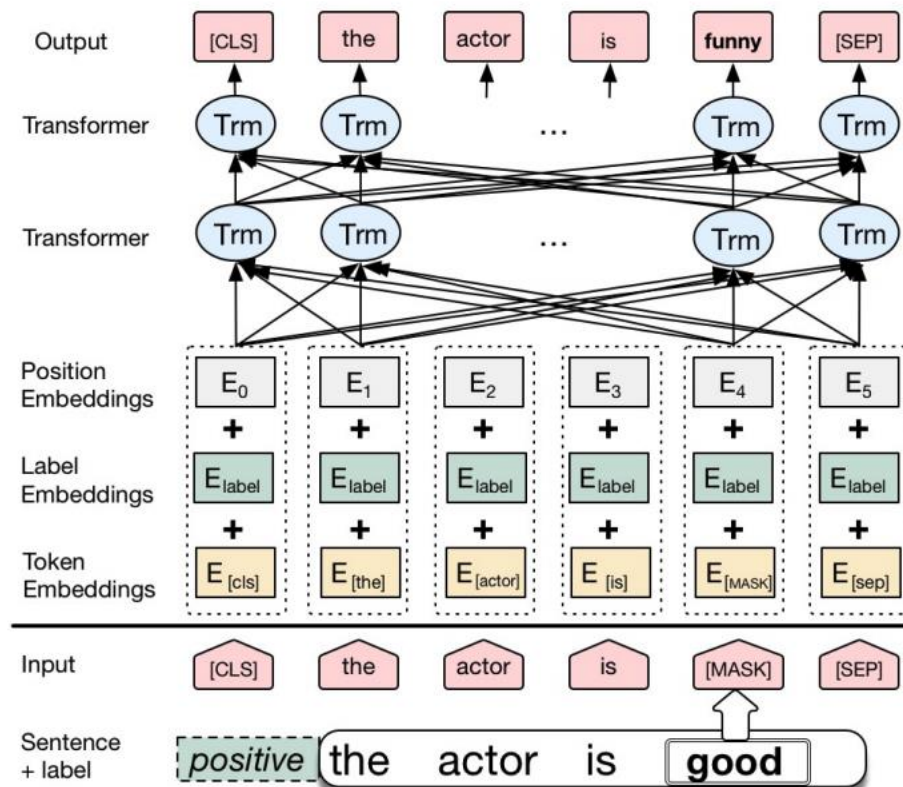 Output [CLS] the actor is funny [SEP]
Transformer Trm Trm ... Trm Trm
Transformer Trm Trm ... Trm Trm
Position Embeddings E0 E1 E2 E3 E4 E5
+ + + + + +
Label Embeddings Elabel Elabel Elabel Elabel Elabel Elabel
+ + + + + +
Token Embeddings E[cls] E[the] E[actor] E[is] E[MASK] E[sep]
Input [CLS] the actor is [MASK] [SEP]
Sentence + label positive the actor is good